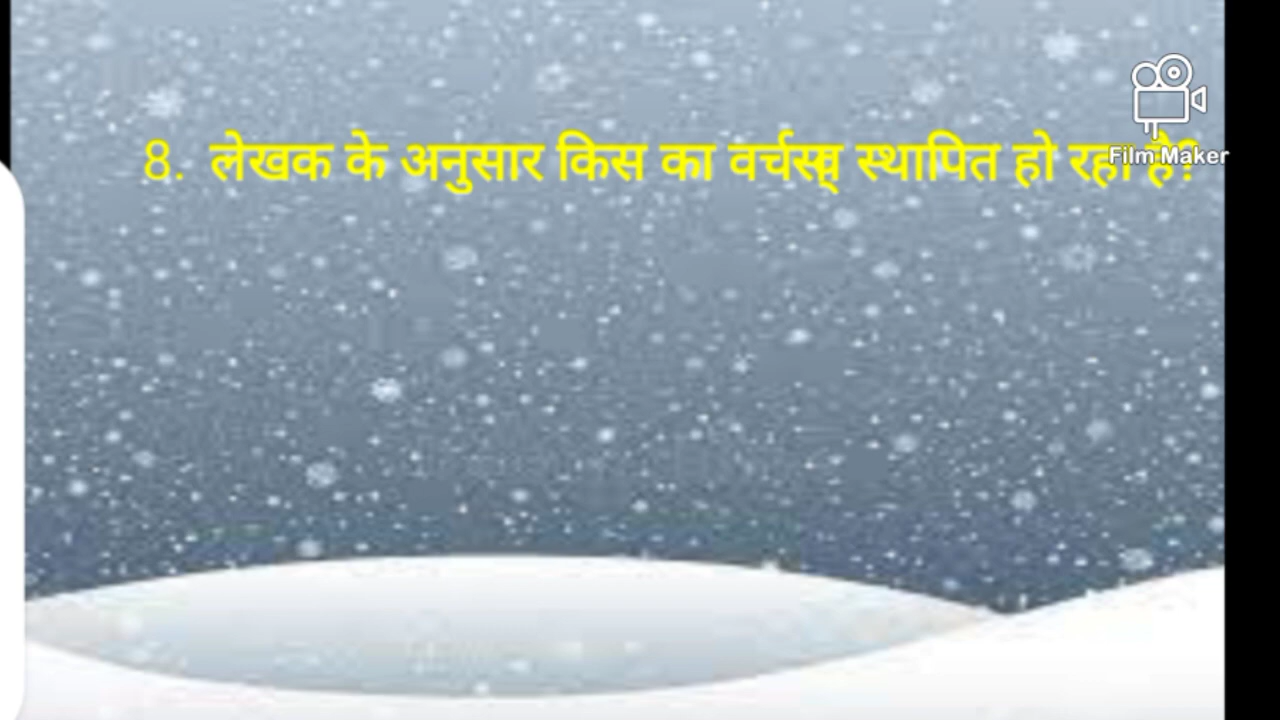 8. लेखक के अनुसार किस का वर्चस्व स्थापित हो रहा है?
Film Maker